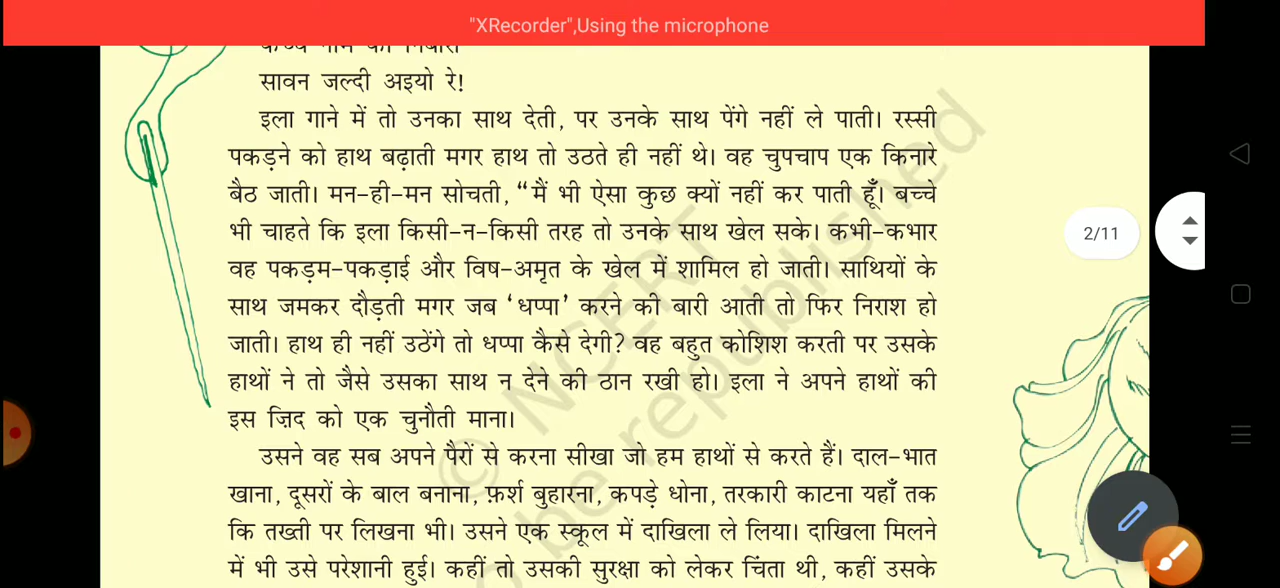 "XRecorder",Using the microphone
सावन जल्दी अइयो रे!
इला गाने में तो उनका साथ देती, पर उनके साथ पेंगे नहीं ले पाती। रस्सी
पकड़ने को हाथ बढ़ाती मगर हाथ तो उठते ही नहीं थे। वह चुपचाप एक किनारे
बैठ जाती। मन-ही-मन सोचती, “मैं भी ऐसा कुछ क्यों नहीं कर पाती हूँ। बच्चे
भी चाहते कि इला किसी-न-किसी तरह तो उनके साथ खेल सके। कभी-कभार
वह पकड़म-पकड़ाई और विष-अमृत के खेल में शामिल हो जाती। साथियों के
साथ जमकर दौड़ती मगर जब ‘धप्पा’ करने की बारी आती तो फिर निराश हो
जाती। हाथ ही नहीं उठेंगे तो धप्पा कैसे देगी? वह बहुत कोशिश करती पर उसके
हाथों ने तो जैसे उसका साथ न देने की ठान रखी हो। इला ने अपने हाथों की
इस ज़िद को एक चुनौती माना।
उसने वह सब अपने पैरों से करना सीखा जो हम हाथों से करते हैं। दाल-भात
खाना, दूसरों के बाल बनाना, फ़र्श बुहारना, कपड़े धोना, तरकारी काटना यहाँ तक
कि तख्ती पर लिखना भी। उसने एक स्कूल में दाखिला ले लिया। दाखिला मिलने
में भी उसे परेशानी हुई। कहीं तो उसकी सुरक्षा को लेकर चिंता थी, कहीं उसके
2/11
© NCERT
be republished